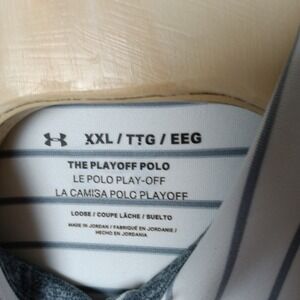 XXL / TTG / EEG
THE PLAYOFF POLO
LE POLO PLAY-OFF
LA CAMISA POLO PLAYOFF
LOOSE / COUPE LÂCHE / SUELTO
MADE IN JORDAN / FABRIQUÉ EN JORDANIE /
HECHO EN JORDANIA